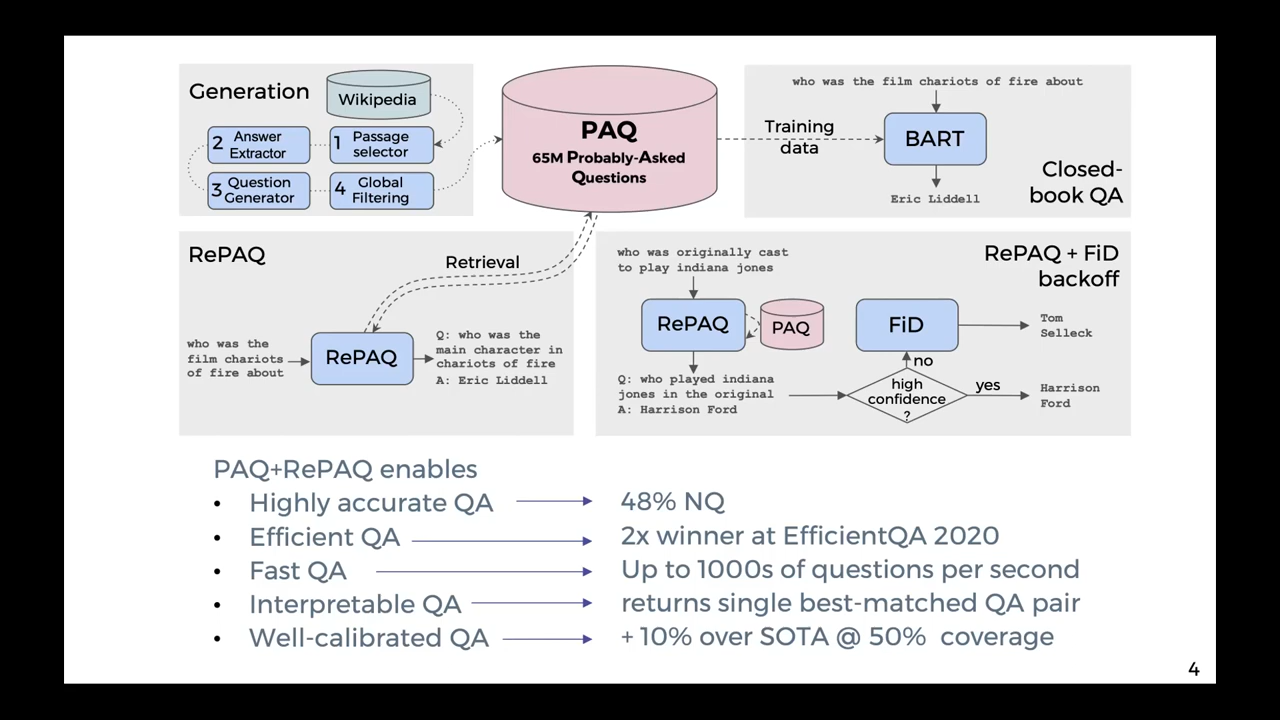 Generation
Wikipedia
2 Answer
Extractor
1 Passage
selector
3 Question
Generator
4 Global
Filtering
PAQ
65M Probably-Asked
Questions
Training
data
who was the film chariots of fire about
BART
Eric Liddell
Closed-
book QA
RePAQ
Retrieval
who was the
film chariots
of fire about
RePAQ
Q: who was the
main character in
chariots of fire
A: Eric Liddell
RePAQ + FiD
backoff
who was originally cast
to play indiana jones
RePAQ
PAQ
Q: who played indiana
jones in the original
A: Harrison Ford
FiD
no
high
confidence
?
yes
Tom
Selleck
Harrison
Ford
PAQ+RePAQ enables
• Highly accurate QA 48% NQ
• Efficient QA 2x winner at EfficientQA 2020
• Fast QA Up to 1000s of questions per second
• Interpretable QA returns single best-matched QA pair
• Well-calibrated QA + 10% over SOTA @ 50% coverage
4